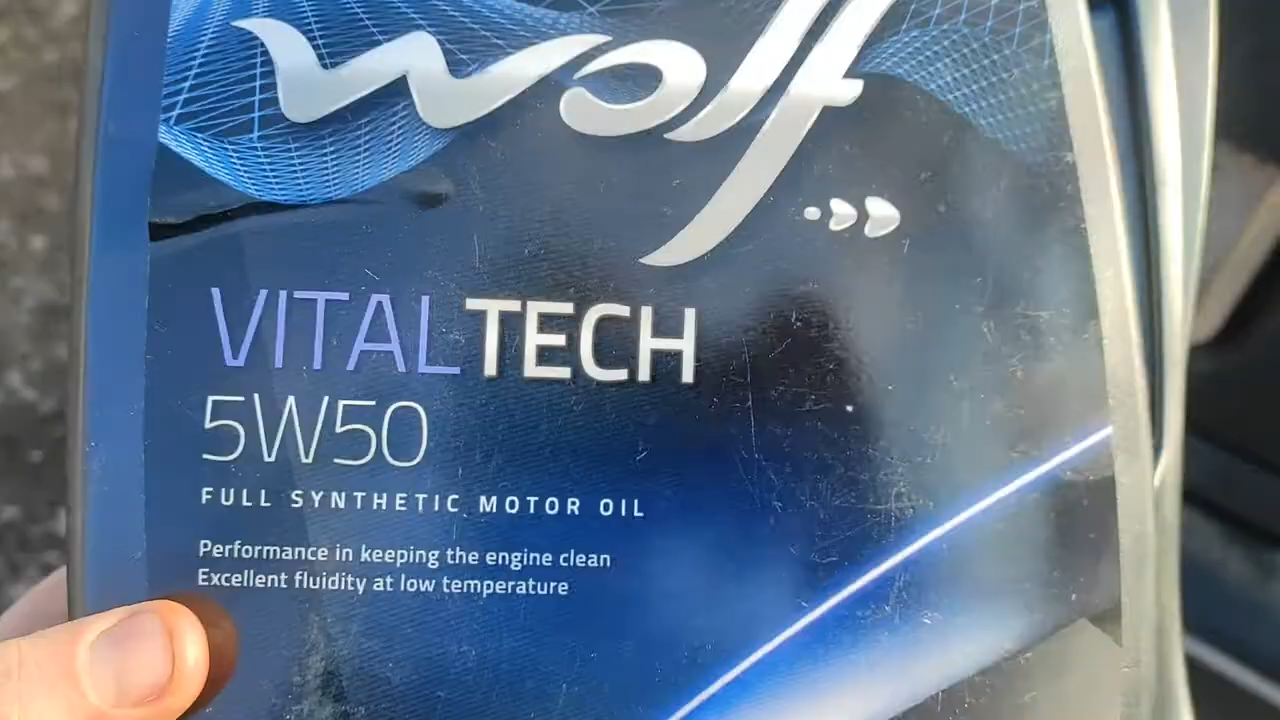 wolf
VITALTECH
5W50
FULL SYNTHETIC MOTOR OIL
Performance in keeping the engine clean
Excellent fluidity at low temperature